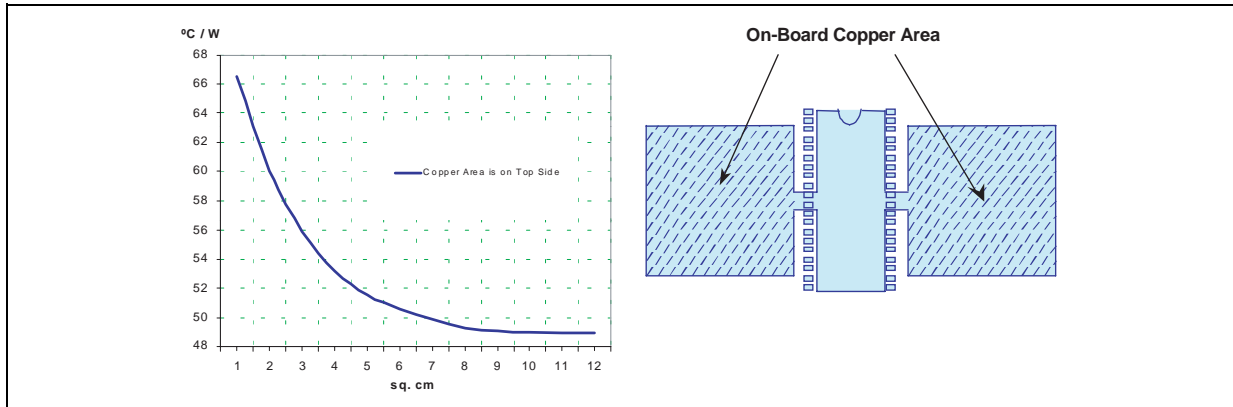 ºC / W
68
66
64
62
60
58
56
54
52
50
48
Copper Area is on Top Side
1 2 3 4 5 6 7 8 9 10 11 12
sq. cm
On-Board Copper Area